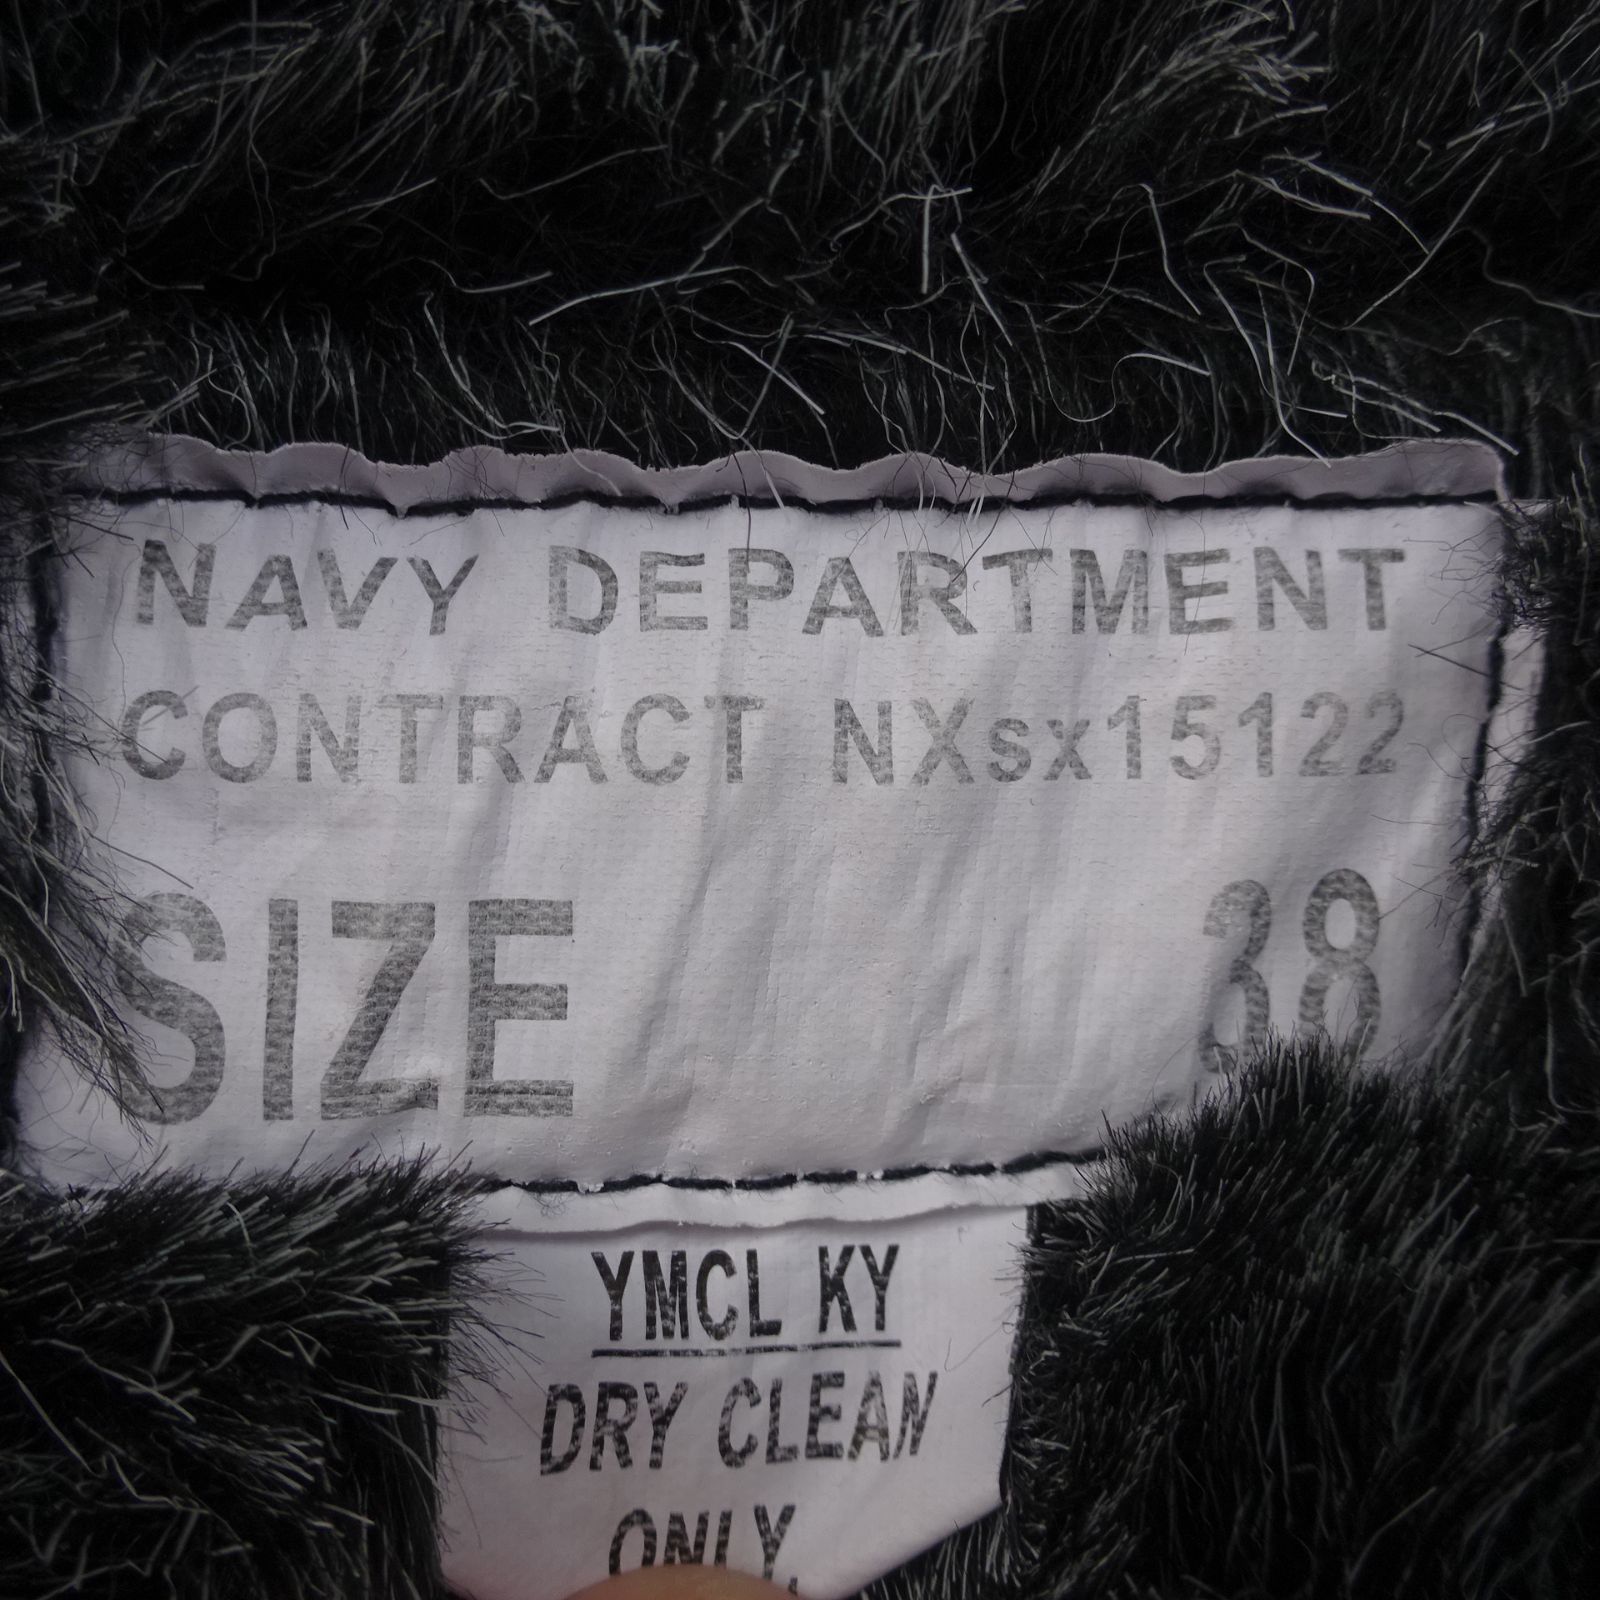 NAVY DEPARTMENT
CONTRACT NXsx15122
SIZE 38
YMCL KY
DRY CLEAN
ONLY